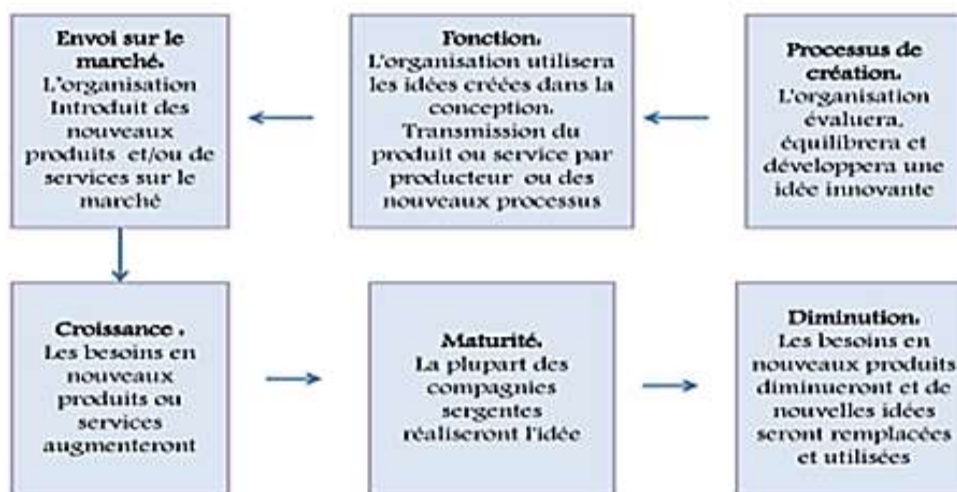 Envoi sur le
marché.
L'organisation
Introduit des
nouveaux
produits et/ou de
services sur le
marché
Fonction.
L'organisation utilisera
les idées créées dans la
conception.
Transmission du
produit ou service par
producteur ou des
nouveaux processus
Processus de
création.
L'organisation
évaluera,
équilibrera et
développera une
idée innovante
Croissance .
Les besoins en
nouveaux
produits ou
services
augmenteront
Maturité.
La plupart des
compagnies
sergentes
réaliseront l'idée
Diminution.
Les besoins en
nouveaux produits
diminueront et de
nouvelles idées
seront remplacées
et utilisées